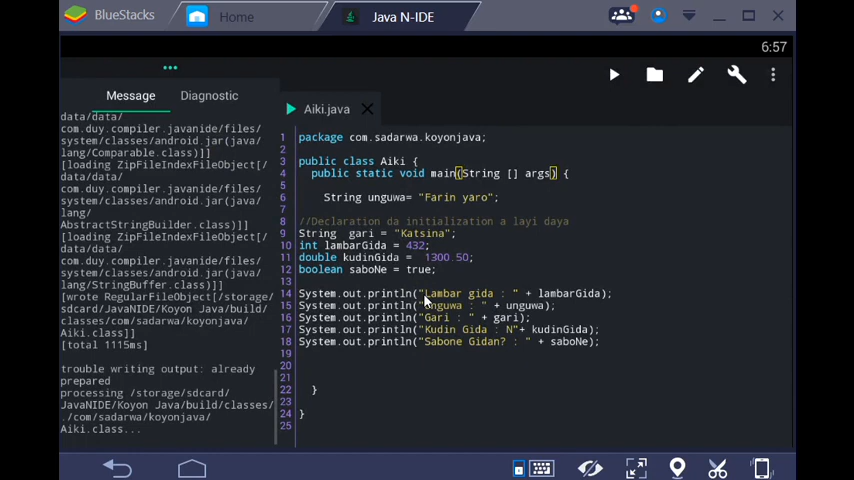 BlueStacks
Home
Java N-IDE
6:57
Message Diagnostic
data/data/
com.duy.compiler.javanide/files/
system/classes/android.jar(java/
lang/Comparable.class)]]
[loading ZipFileIndexFileObject[/
data/data/
com.duy.compiler.javanide/files/
system/classes/android.jar(java/
lang/
AbstractStringBuilder.class)]]
[loading ZipFileIndexFileObject[/
data/data/
com.duy.compiler.javanide/files/
system/classes/android.jar(java/
lang/StringBuffer.class)]]
[wrote RegularFileObject[/storage/
sdcard/JavaNIDE/Koyon Java/build/
classes/com/sadarwa/koyonjava/
Aiki.class]]
[total 1115ms]
trouble writing output: already
prepared
processing /storage/sdcard/
JavaNIDE/Koyon Java/build/classes/
./com/sadarwa/koyonjava/
Aiki.class...
Aiki.java
1 package com.sadarwa.koyonjava;
2
3 public class Aiki {
4 public static void main(String [] args) {
5
6 String unguwa= "Farin yaro";
7
8 //Declaration da initialization a layi daya
9 String gari = "Katsina";
10 int lambarGida = 432;
11 double kudinGida = 1300.50;
12 boolean saboNe = true;
13
14 System.out.println("Lambar gida : " + lambarGida);
15 System.out.println("Unguwa : " + unguwa);
16 System.out.println("Gari : " + gari);
17 System.out.println("Kudin Gida : N"+ kudinGida);
18 System.out.println("Sabone Gidan? : " + saboNe);
19
20
21
22 }
23
24 }
25